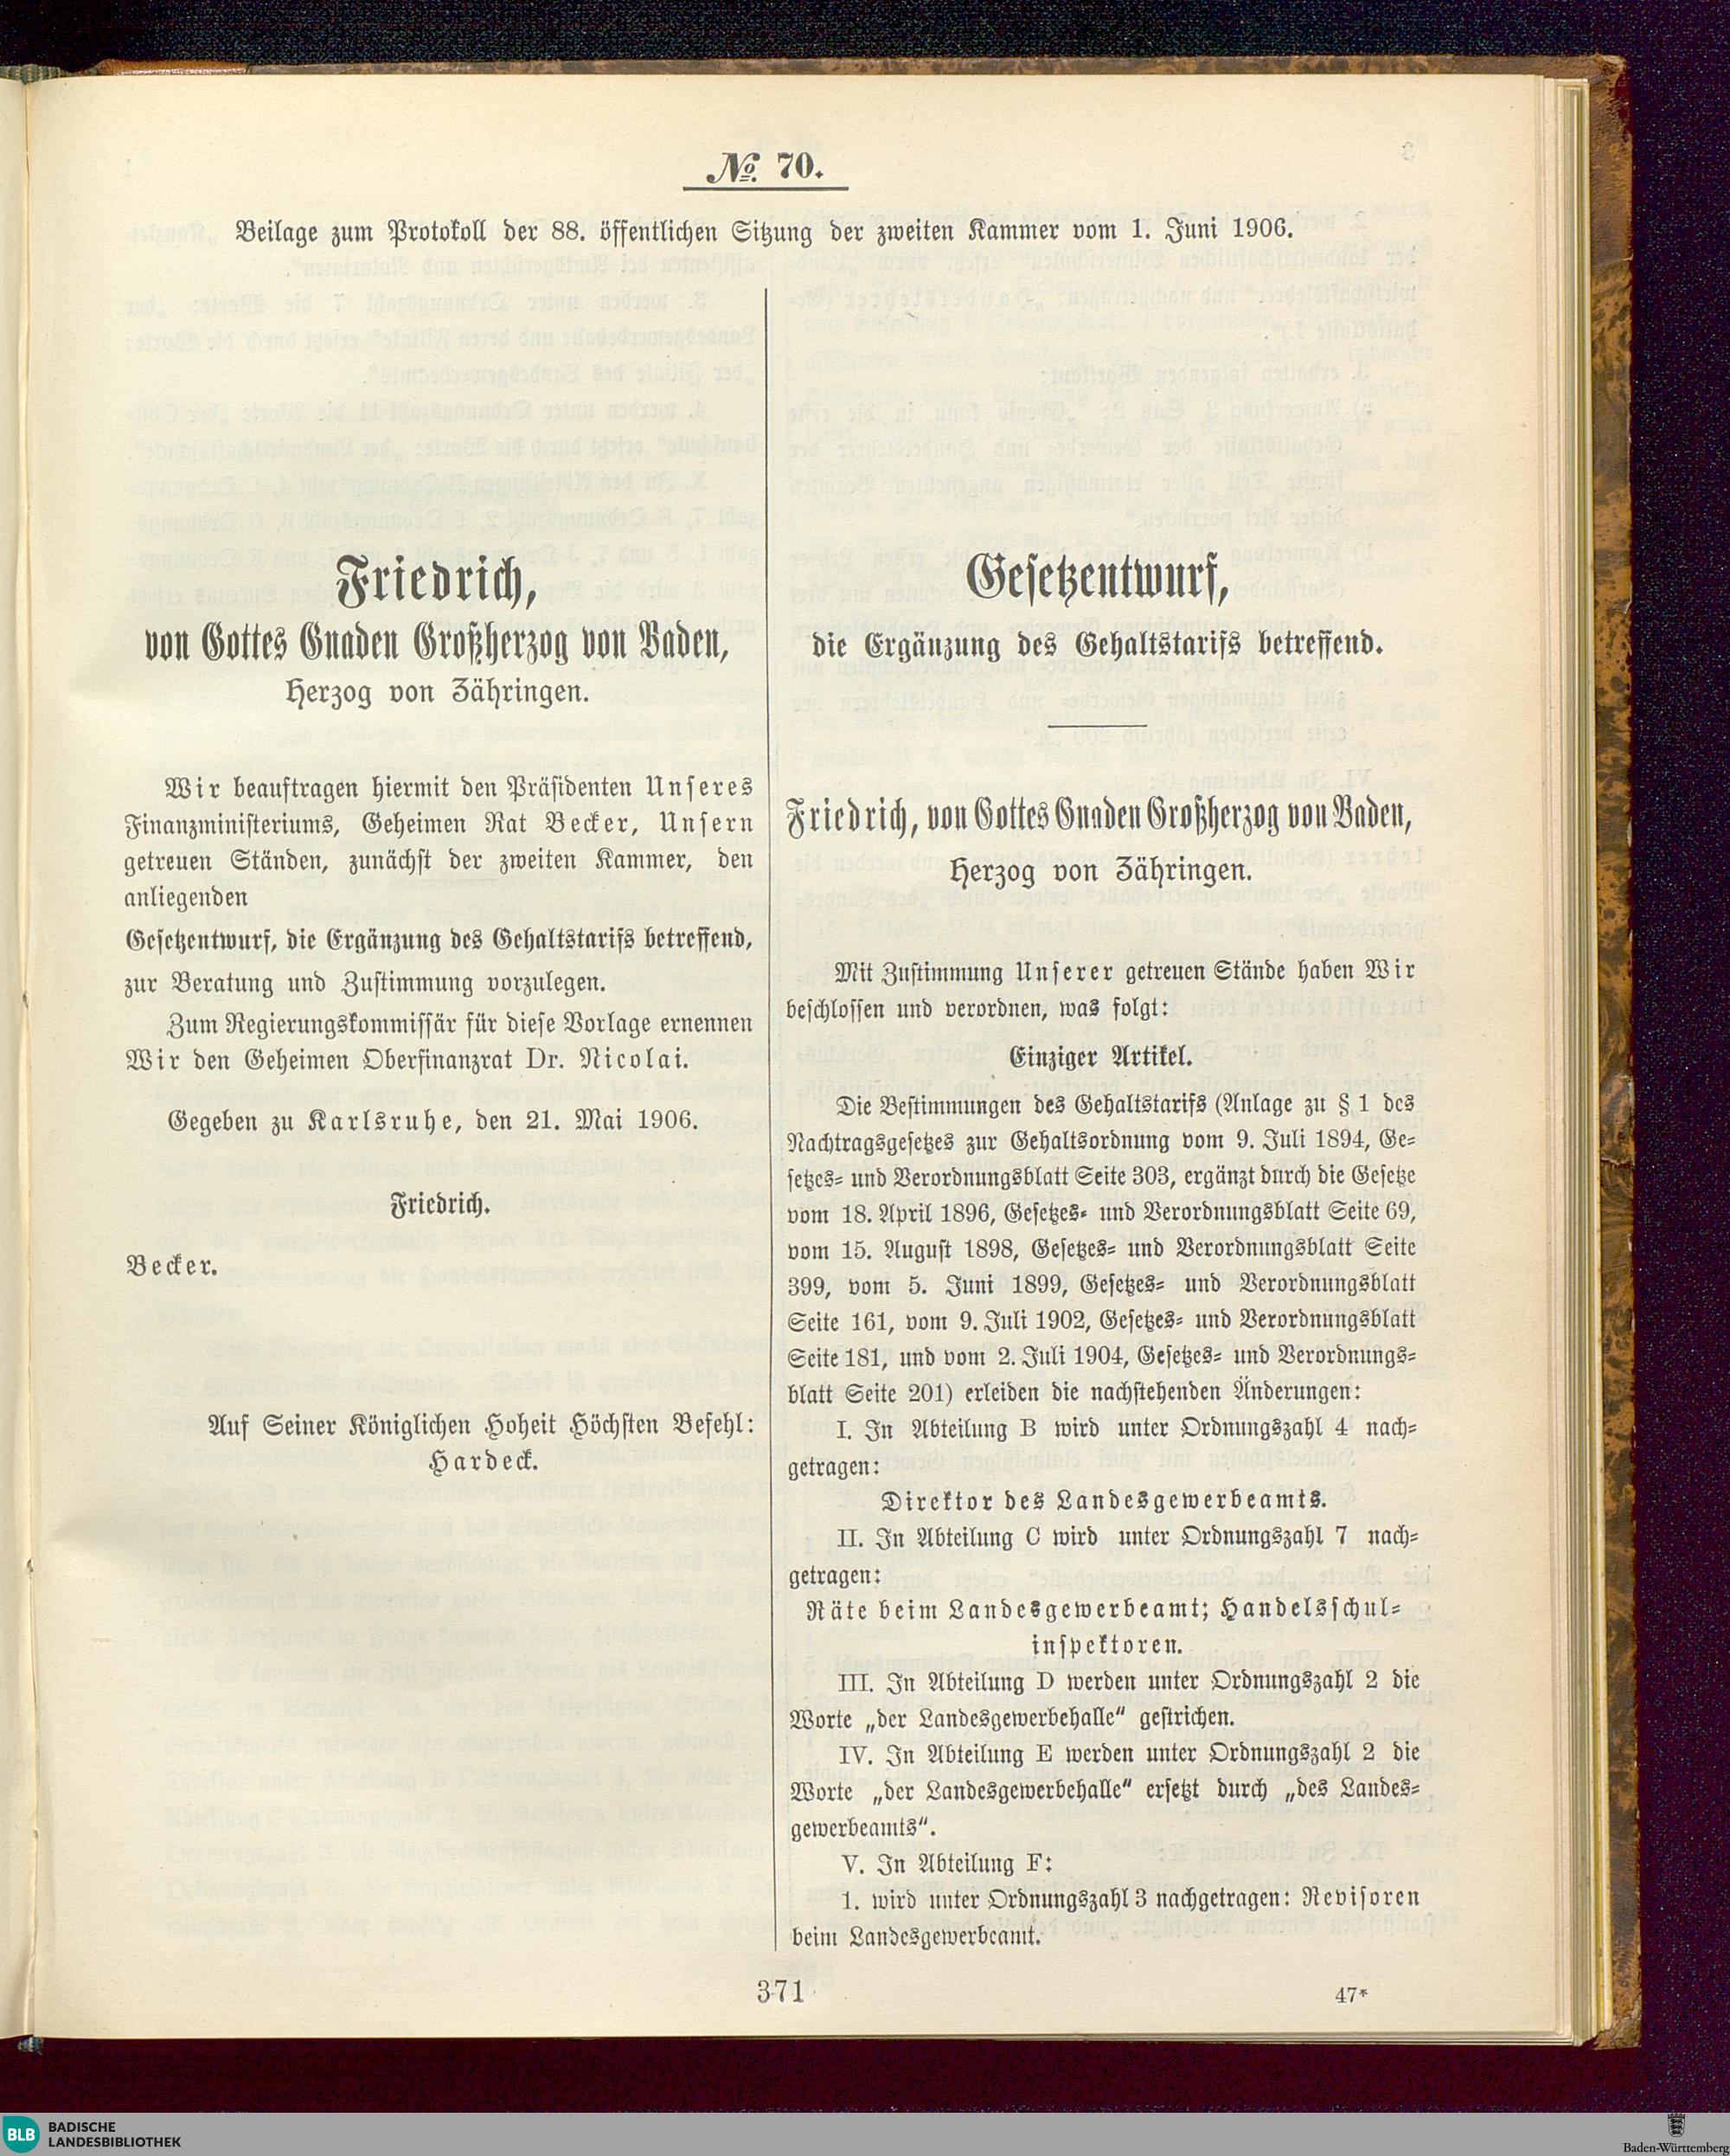 № 70.
Beilage zum Protokoll der 88. öffentlichen Sitzung der zweiten Kammer vom 1. Juni 1906.
Friedrich,
von Gottes Gnaden Großherzog von Baden,
Herzog von Zähringen.
Wir beauftragen hiermit den Präsidenten Unseres
Finanzministeriums, Geheimen Rat Becker, Unsern
getreuen Ständen, zunächst der zweiten Kammer, den
anliegenden
Gesetzentwurf, die Ergänzung des Gehaltstarifs betreffend,
zur Beratung und Zustimmung vorzulegen.
Zum Regierungskommissär für diese Vorlage ernennen
Wir den Geheimen Oberfinanzrat Dr. Nicolai.
Gegeben zu Karlsruhe, den 21. Mai 1906.
Friedrich.
Becker.
Auf Seiner Königlichen Hoheit Höchsten Befehl:
Hardeck.
Gesetzentwurf,
die Ergänzung des Gehaltstarifs betreffend.
Friedrich, von Gottes Gnaden Großherzog von Baden,
Herzog von Zähringen.
Mit Zustimmung Unserer getreuen Stände haben Wir
beschlossen und verordnen, was folgt:
Einziger Artikel.
Die Bestimmungen des Gehaltstarifs (Anlage zu § 1 des
Nachtragsgesetzes zur Gehaltsordnung vom 9. Juli 1894, Ge-
setzes- und Verordnungsblatt Seite 303, ergänzt durch die Gesetze
vom 18. April 1896, Gesetzes- und Verordnungsblatt Seite 69,
vom 15. August 1898, Gesetzes- und Verordnungsblatt Seite
399, vom 5. Juni 1899, Gesetzes- und Verordnungsblatt
Seite 161, vom 9. Juli 1902, Gesetzes- und Verordnungsblatt
Seite 181, und vom 2. Juli 1904, Gesetzes- und Verordnungs-
blatt Seite 201) erleiden die nachstehenden Änderungen:
I. In Abteilung B wird unter Ordnungszahl 4 nach-
getragen:
Direktor des Landesgewerbeamts.
II. In Abteilung C wird unter Ordnungszahl 7 nach-
getragen:
Räte beim Landesgewerbeamt; Handelsschul-
inspektoren.
III. In Abteilung D werden unter Ordnungszahl 2 die
Worte „der Landesgewerbehalle“ gestrichen.
IV. In Abteilung E werden unter Ordnungszahl 2 die
Worte „der Landesgewerbehalle“ ersetzt durch „des Landes-
gewerbeamts“.
V. In Abteilung F:
1. wird unter Ordnungszahl 3 nachgetragen: Revisoren
beim Landesgewerbeamt.
371
47*
BLB BADISCHE
LANDESBIBLIOTHEK
Baden-Württemberg